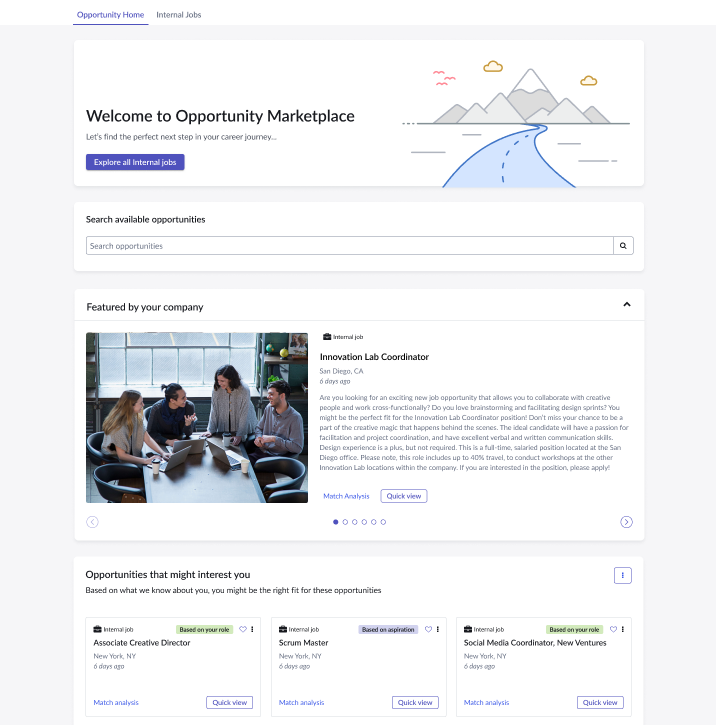 Opportunity Home Internal Jobs
Welcome to Opportunity Marketplace
Let's find the perfect next step in your career journey...
Explore all Internal jobs
Search available opportunities
Search opportunities
Featured by your company
Internal job
Innovation Lab Coordinator
San Diego, CA
6 days ago
Are you looking for an exciting new job opportunity that allows you to collaborate with creative
people and work cross-functionally? Do you love brainstorming and facilitating design sprints? You
might be the perfect fit for the Innovation Lab Coordinator position! Don't miss your chance to be a
part of the creative magic that happens behind the scenes. The ideal candidate will have a passion for
facilitation and project coordination, and have excellent verbal and written communication skills.
Design experience is a plus, but not required. This is a full-time, salaried position located at the San
Diego office. Please note, this role includes up to 40% travel, to conduct workshops at the other
Innovation Lab locations within the company. If you are interested in the position, please apply!
Match Analysis Quick view
Opportunities that might interest you
Based on what we know about you, you might be the right fit for these opportunities
Internal job Based on your role
Associate Creative Director
New York, NY
6 days ago
Match analysis Quick view
Internal job Based on aspiration
Scrum Master
New York, NY
6 days ago
Match analysis Quick view
Internal job Based on your role
Social Media Coordinator, New Ventures
New York, NY
6 days ago
Match analysis Quick view